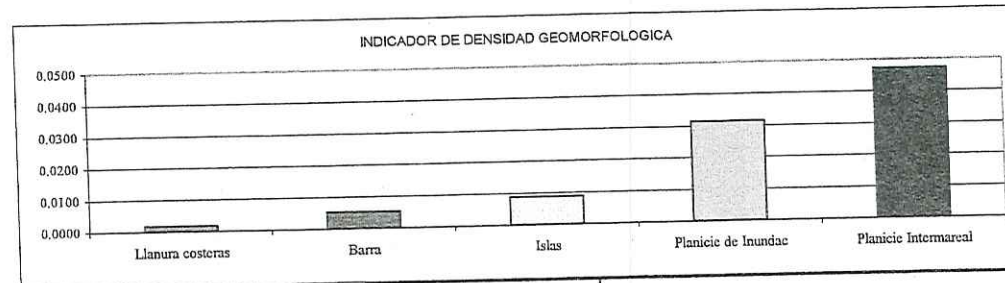 INDICADOR DE DENSIDAD GEOMORFOLOGICA
0,0500
0,0400
0,0300
0,0200
0,0100
0,0000
Llanura costeras
Barra
Islas
Planicie de Inundac
Planicie Intermareal